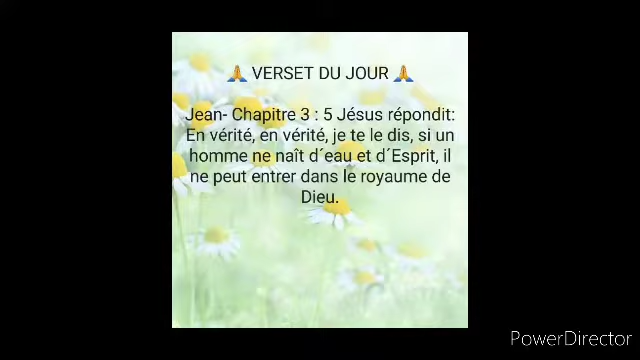 🙏 VERSET DU JOUR 🙏
Jean- Chapitre 3 : 5 Jésus répondit:
En vérité, en vérité, je te le dis, si un
homme ne naît d´eau et d´Esprit, il
ne peut entrer dans le royaume de
Dieu.
PowerDirector